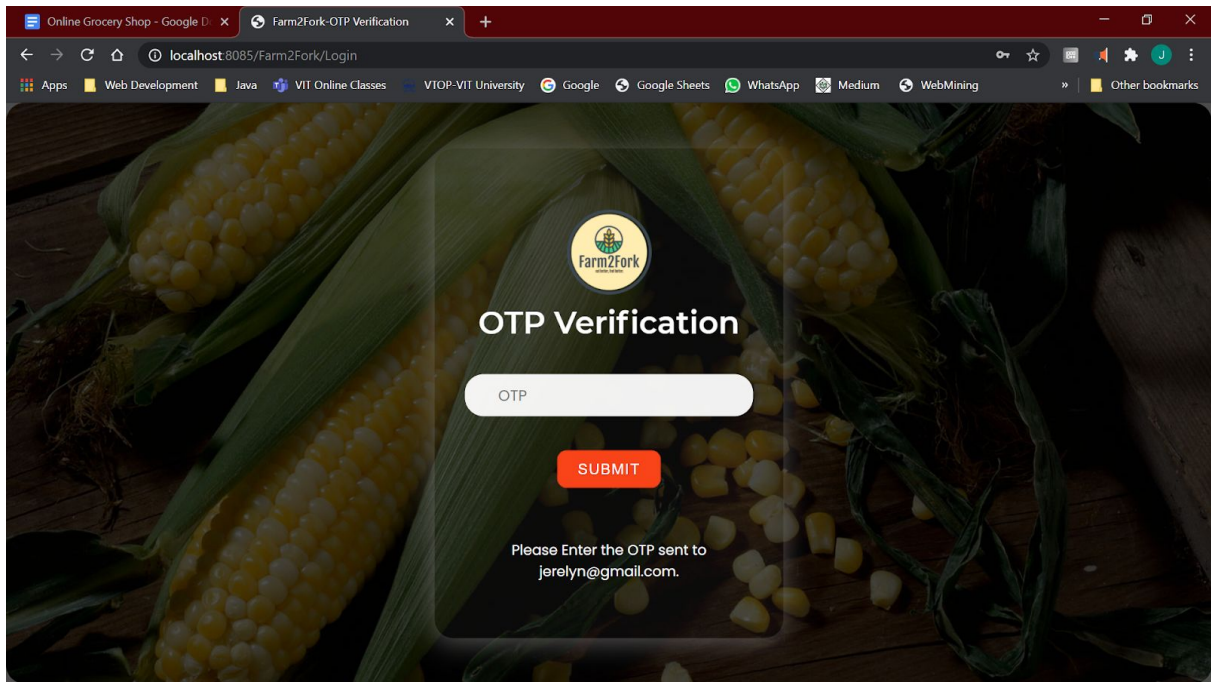 Online Grocery Shop - Google D
Farm2Fork-OTP Verification
localhost:8085/Farm2Fork/Login
Apps
Web Development
Java
VIT Online Classes
VTOP-VIT University
Google
Google Sheets
WhatsApp
Medium
WebMining
»
Other bookmarks
J
Farm2Fork
OTP Verification
OTP
SUBMIT
Please Enter the OTP sent to
jerelyn@gmail.com.